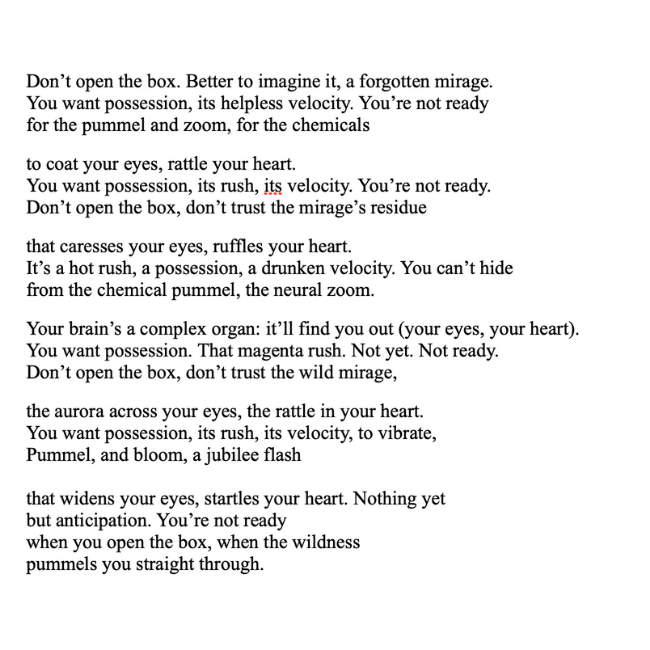 Don’t open the box. Better to imagine it, a forgotten mirage.
You want possession, its helpless velocity. You’re not ready
for the pummel and zoom, for the chemicals
to coat your eyes, rattle your heart.
You want possession, its rush, its velocity. You’re not ready.
Don’t open the box, don’t trust the mirage’s residue
that caresses your eyes, ruffles your heart.
It’s a hot rush, a possession, a drunken velocity. You can’t hide
from the chemical pummel, the neural zoom.
Your brain’s a complex organ: it’ll find you out (your eyes, your heart).
You want possession. That magenta rush. Not yet. Not ready.
Don’t open the box, don’t trust the wild mirage,
the aurora across your eyes, the rattle in your heart.
You want possession, its rush, its velocity, to vibrate,
Pummel, and bloom, a jubilee flash
that widens your eyes, startles your heart. Nothing yet
but anticipation. You’re not ready
when you open the box, when the wildness
pummels you straight through.